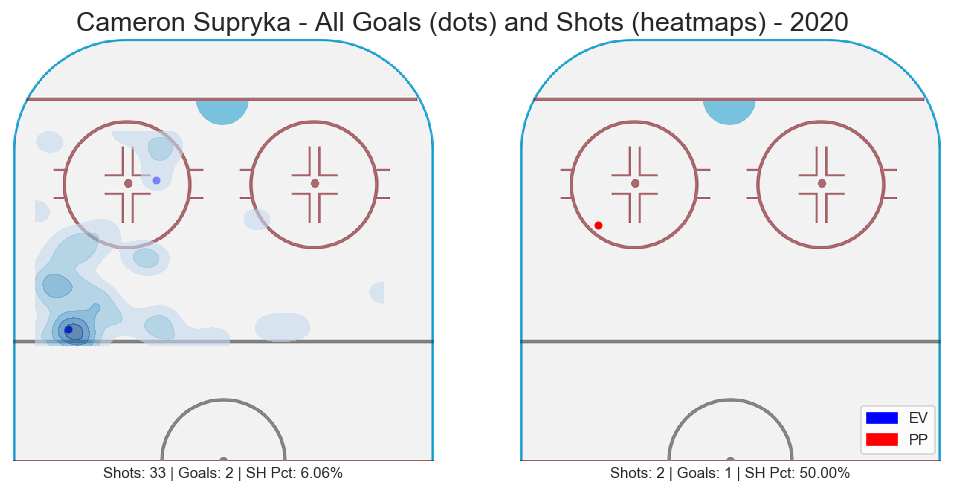 Cameron Supryka - All Goals (dots) and Shots (heatmaps) - 2020
EV
PP
Shots: 33 | Goals: 2 | SH Pct: 6.06%
Shots: 2 | Goals: 1 | SH Pct: 50.00%